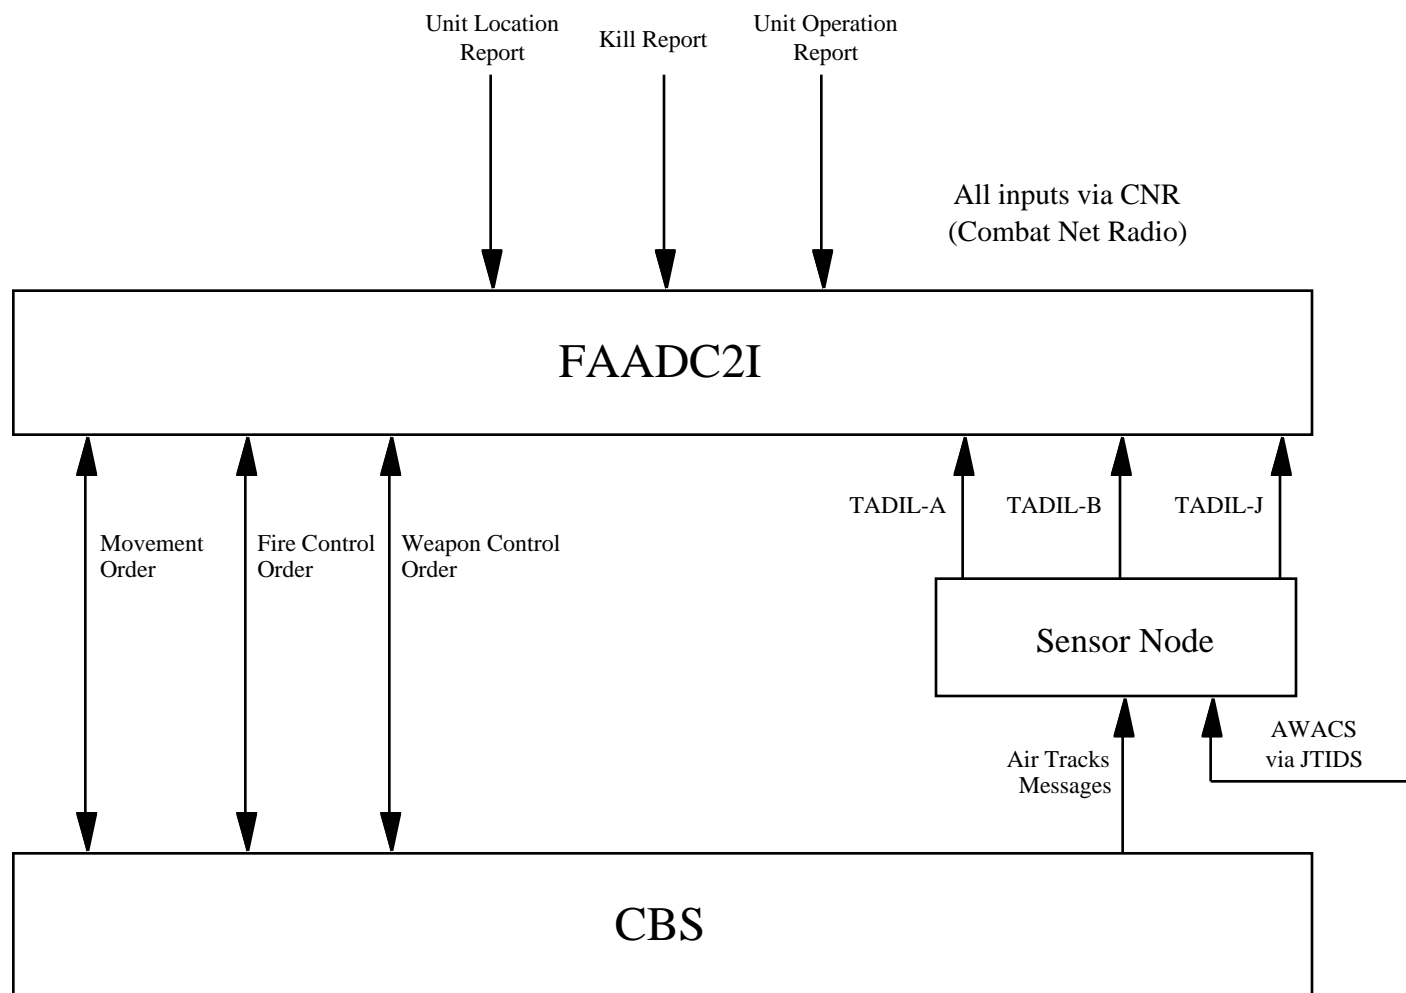 Unit Location
Report
Kill Report
Unit Operation
Report
All inputs via CNR
(Combat Net Radio)
FAADC2I
TADIL-A
TADIL-B
TADIL-J
Movement
Order
Fire Control
Order
Weapon Control
Order
Sensor Node
Air Tracks
Messages
AWACS
via JTIDS
CBS